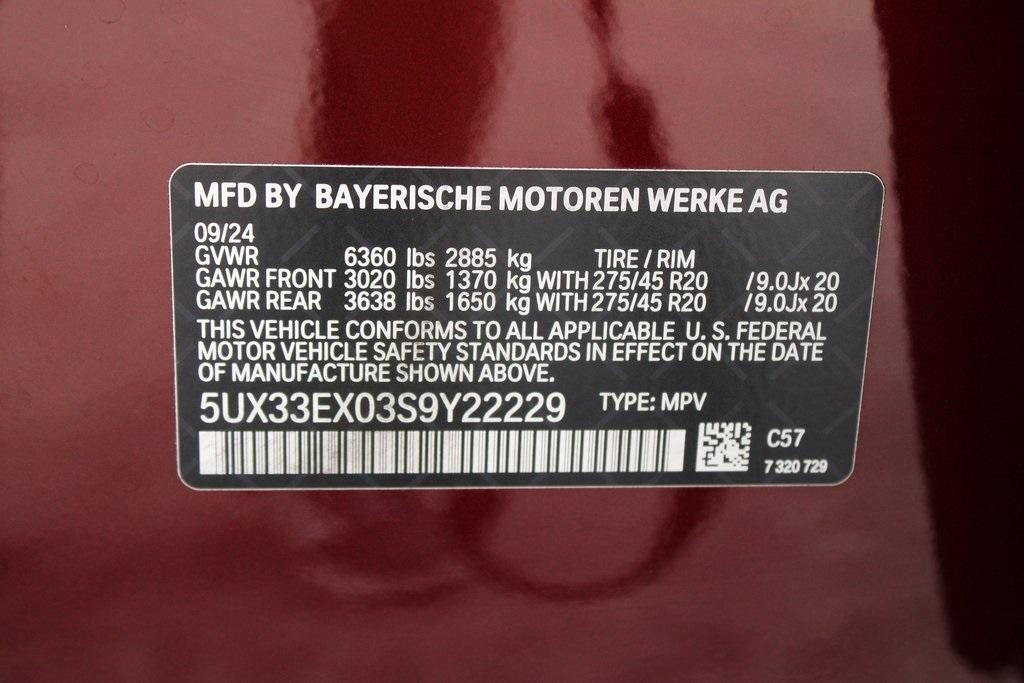 MFD BY BAYERISCHE MOTOREN WERKE AG
09/24
GVWR 6360 lbs 2885 kg TIRE / RIM
GAWR FRONT 3020 lbs 1370 kg WITH 275/45 R20 /9.0Jx 20
GAWR REAR 3638 lbs 1650 kg WITH 275/45 R20 /9.0Jx 20
THIS VEHICLE CONFORMS TO ALL APPLICABLE U. S. FEDERAL
MOTOR VEHICLE SAFETY STANDARDS IN EFFECT ON THE DATE
OF MANUFACTURE SHOWN ABOVE.
5UX33EX03S9Y22229 TYPE: MPV
C57
7 320 729